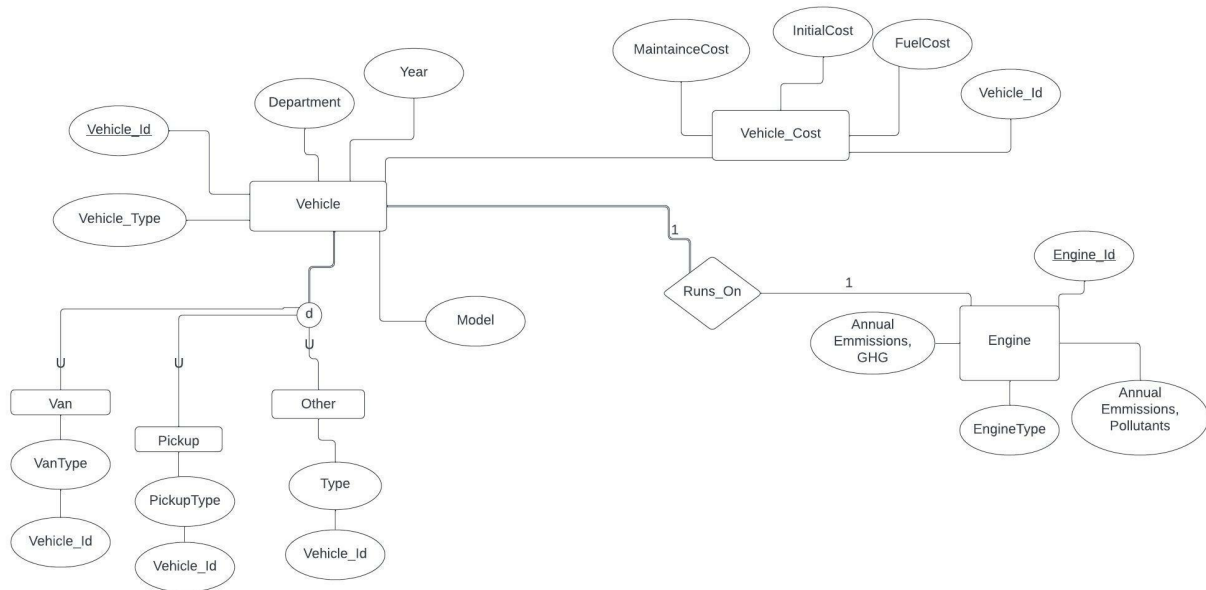 InitialCost
MaintainceCost
FuelCost
Year
Department
Vehicle_Id
Vehicle_Id
Vehicle_Cost
Vehicle
Vehicle_Type
1
Engine_Id
Runs_On
1
d
Model
Annual
Emmissions,
GHG
Engine
U
U
U
Van
Other
Annual
Emmissions,
Pollutants
EngineType
Pickup
VanType
Type
PickupType
Vehicle_Id
Vehicle_Id
Vehicle_Id